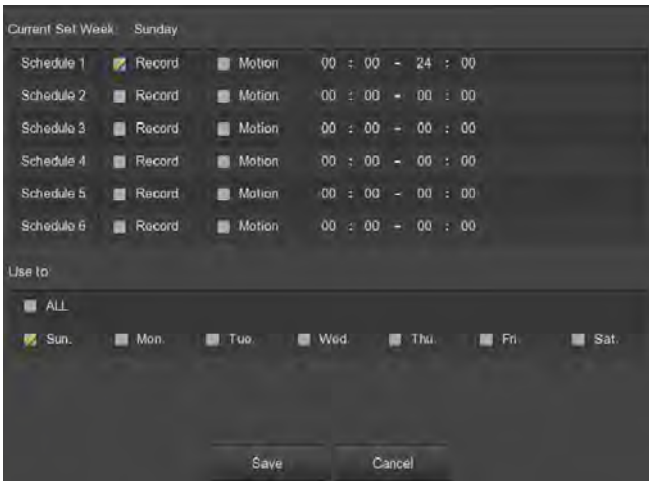 Current Set Week: Sunday
Schedule 1 Record Motion 00 : 00 - 24 : 00
Schedule 2 Record Motion 00 : 00 - 00 : 00
Schedule 3 Record Motion 00 : 00 - 00 : 00
Schedule 4 Record Motion 00 : 00 - 00 : 00
Schedule 5 Record Motion 00 : 00 - 00 : 00
Schedule 6 Record Motion 00 : 00 - 00 : 00
Use to:
ALL
Sun. Mon. Tue. Wed. Thu. Fri. Sat.
Save Cancel